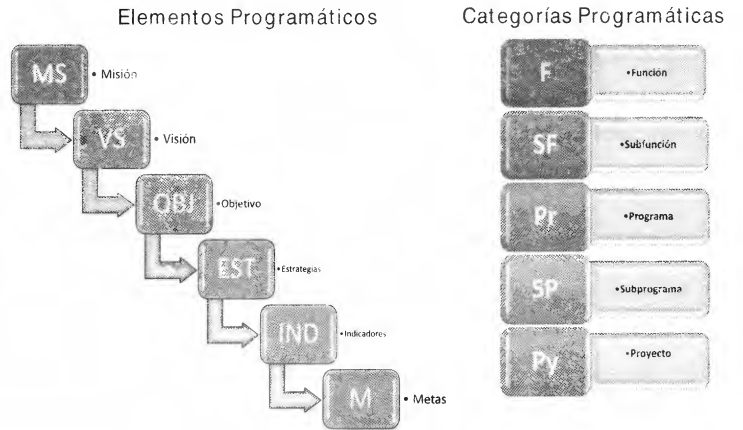 Elementos Programáticos
MS
• Misión
VS
• Visión
OBJ
•Objetivo
EST
•Estrategias
IND
•Indicadores
M
• Metas
Categorías Programáticas
F
•Función
SF
•Subfunción
Pr
•Programa
SP
•Subprograma
Py
•Proyecto